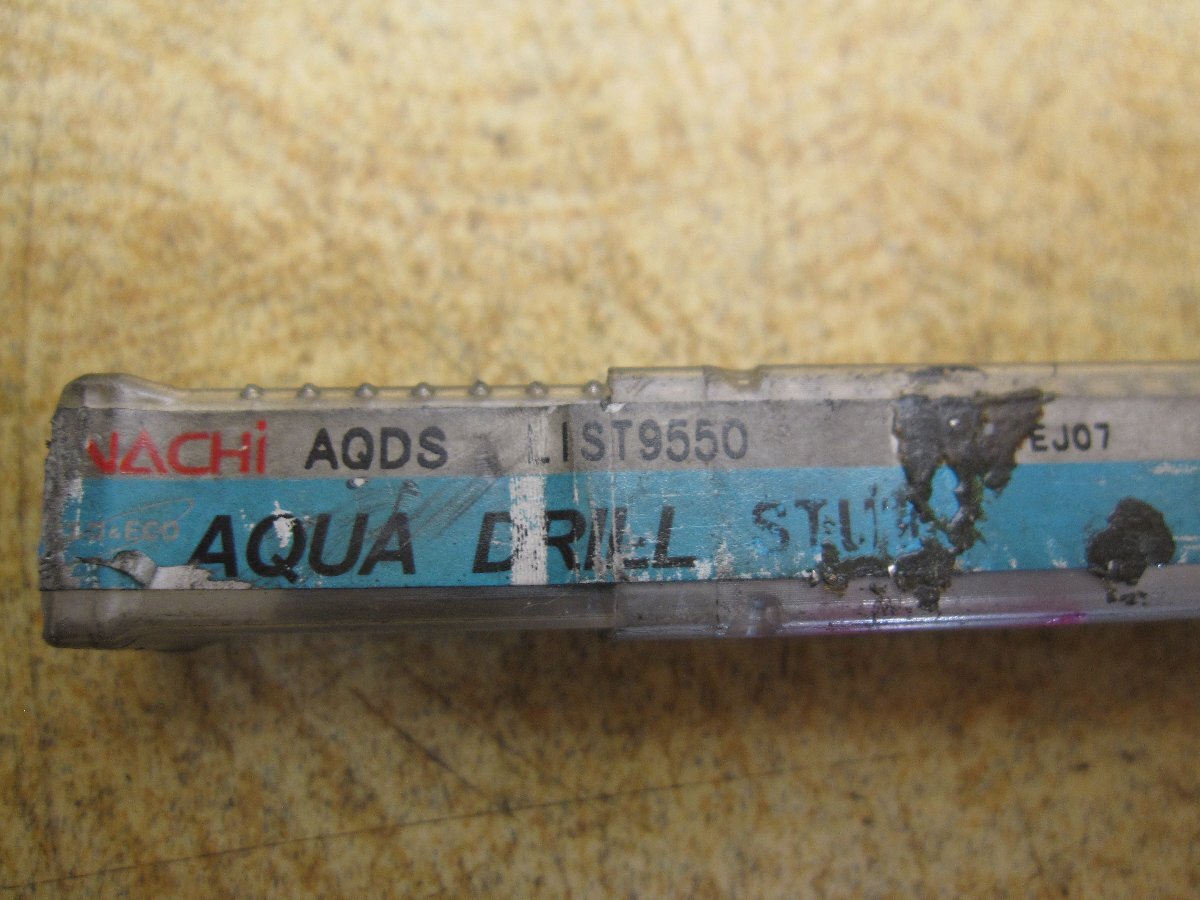 NACHi AQDS LIST9550 EJ07
AQUA DRILL